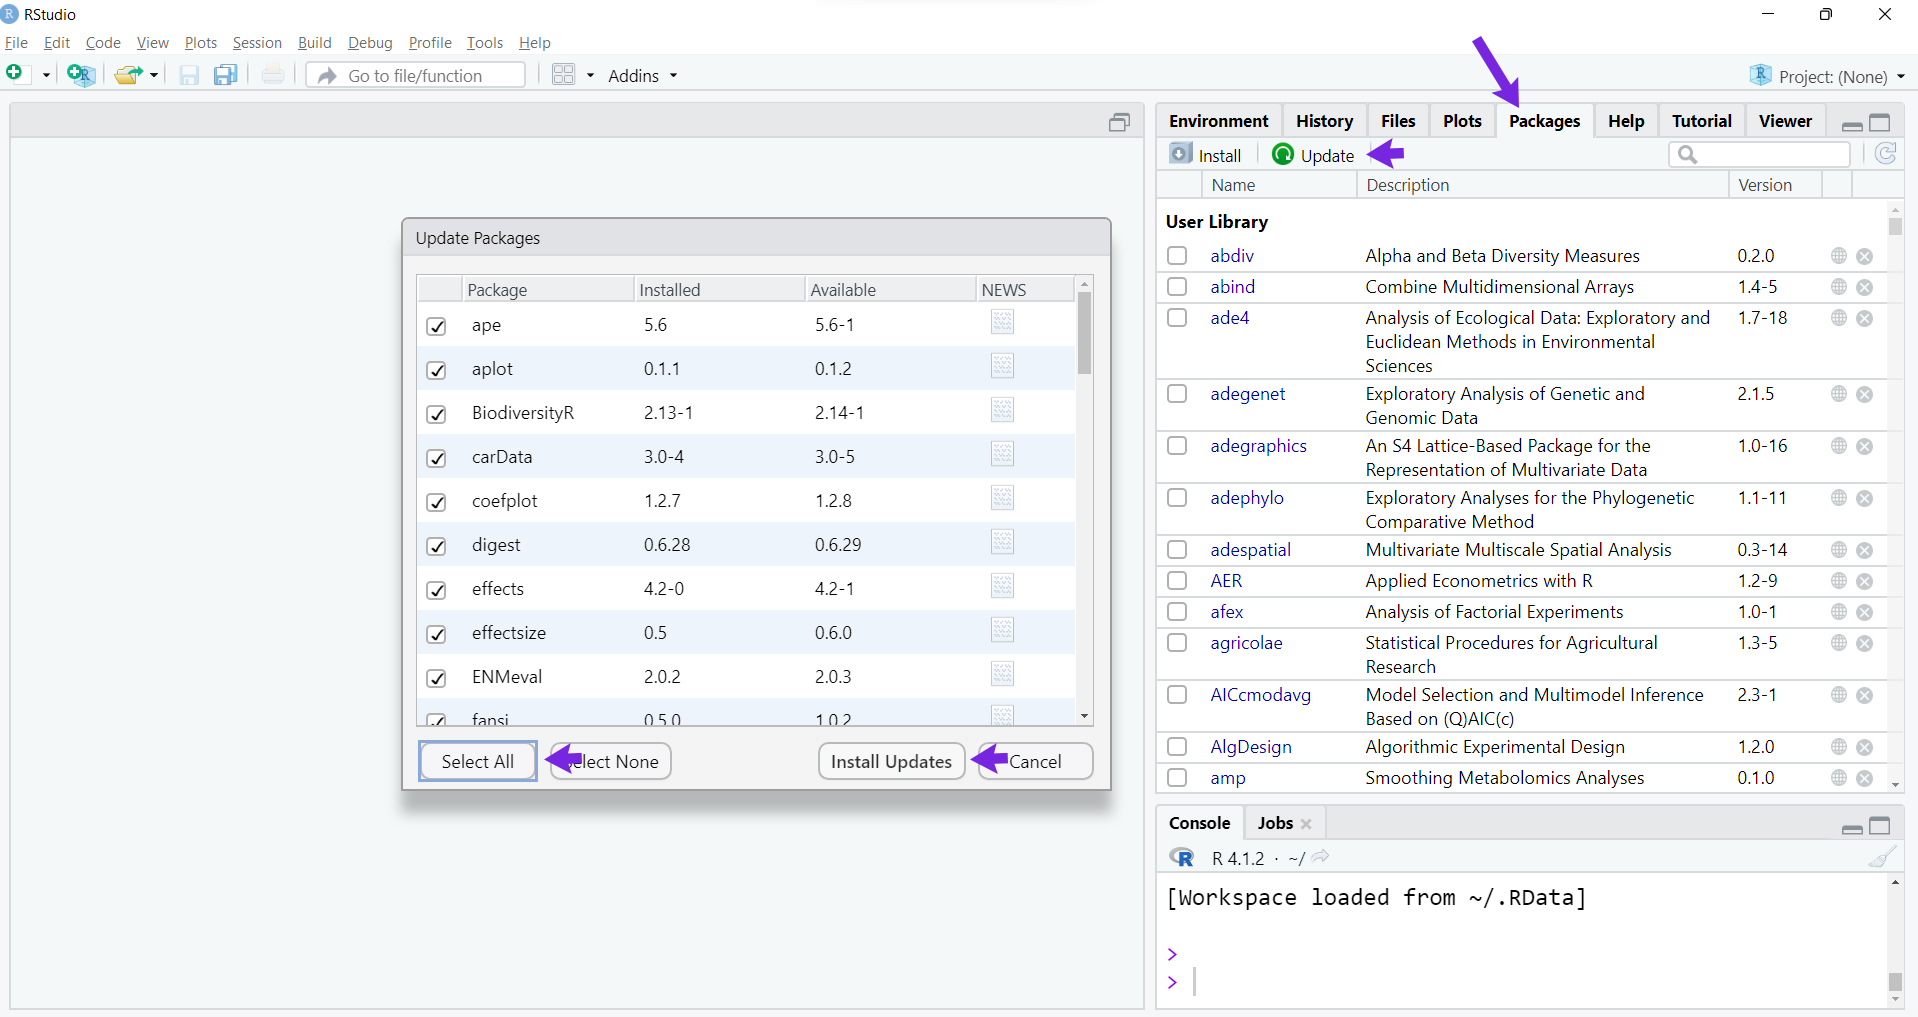 RStudio
File Edit Code View Plots Session Build Debug Profile Tools Help
Go to file/function
Addins
Project: (None)
Update Packages
Package Installed Available NEWS
ape 5.6 5.6-1
aplot 0.1.1 0.1.2
BiodiversityR 2.13-1 2.14-1
carData 3.0-4 3.0-5
coefplot 1.2.7 1.2.8
digest 0.6.28 0.6.29
effects 4.2-0 4.2-1
effectsize 0.5 0.6.0
ENMeval 2.0.2 2.0.3
fansi 0.5.0 1.0.2
Select All Select None Install Updates Cancel
Environment History Files Plots Packages Help Tutorial Viewer
Install Update
Name Description Version
User Library
abdiv Alpha and Beta Diversity Measures 0.2.0
abind Combine Multidimensional Arrays 1.4-5
ade4 Analysis of Ecological Data: Exploratory and 1.7-18
Euclidean Methods in Environmental
Sciences
adegenet Exploratory Analysis of Genetic and 2.1.5
Genomic Data
adegraphics An S4 Lattice-Based Package for the 1.0-16
Representation of Multivariate Data
adephylo Exploratory Analyses for the Phylogenetic 1.1-11
Comparative Method
adespatial Multivariate Multiscale Spatial Analysis 0.3-14
AER Applied Econometrics with R 1.2-9
afex Analysis of Factorial Experiments 1.0-1
agricolae Statistical Procedures for Agricultural 1.3-5
Research
AICcmodavg Model Selection and Multimodel Inference 2.3-1
Based on (Q)AIC(c)
AlgDesign Algorithmic Experimental Design 1.2.0
amp Smoothing Metabolomics Analyses 0.1.0
Console Jobs
R 4.1.2 · ~/
[Workspace loaded from ~/.RData]
>
>